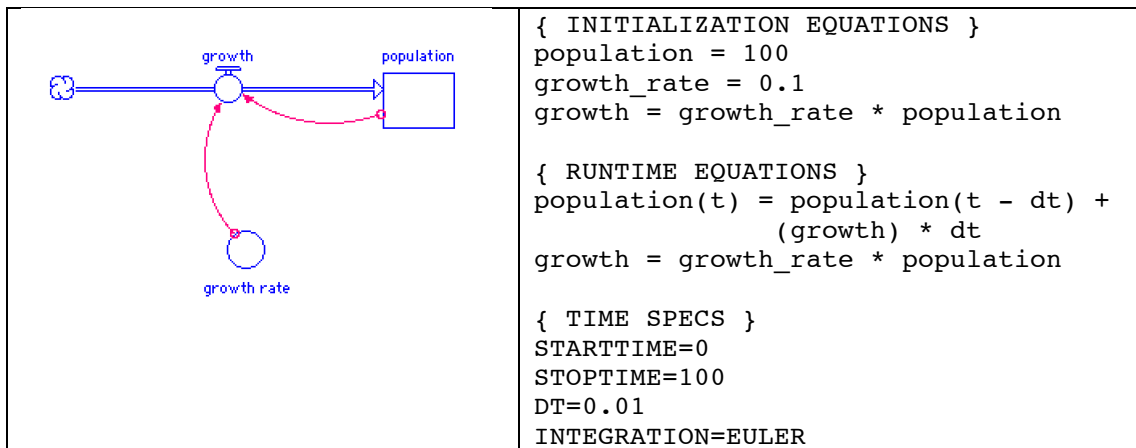 growth
population
growth rate
{ INITIALIZATION EQUATIONS }
population = 100
growth_rate = 0.1
growth = growth_rate * population
{ RUNTIME EQUATIONS }
population(t) = population(t - dt) +
(growth) * dt
growth = growth_rate * population
{ TIME SPECS }
STARTTIME=0
STOPTIME=100
DT=0.01
INTEGRATION=EULER